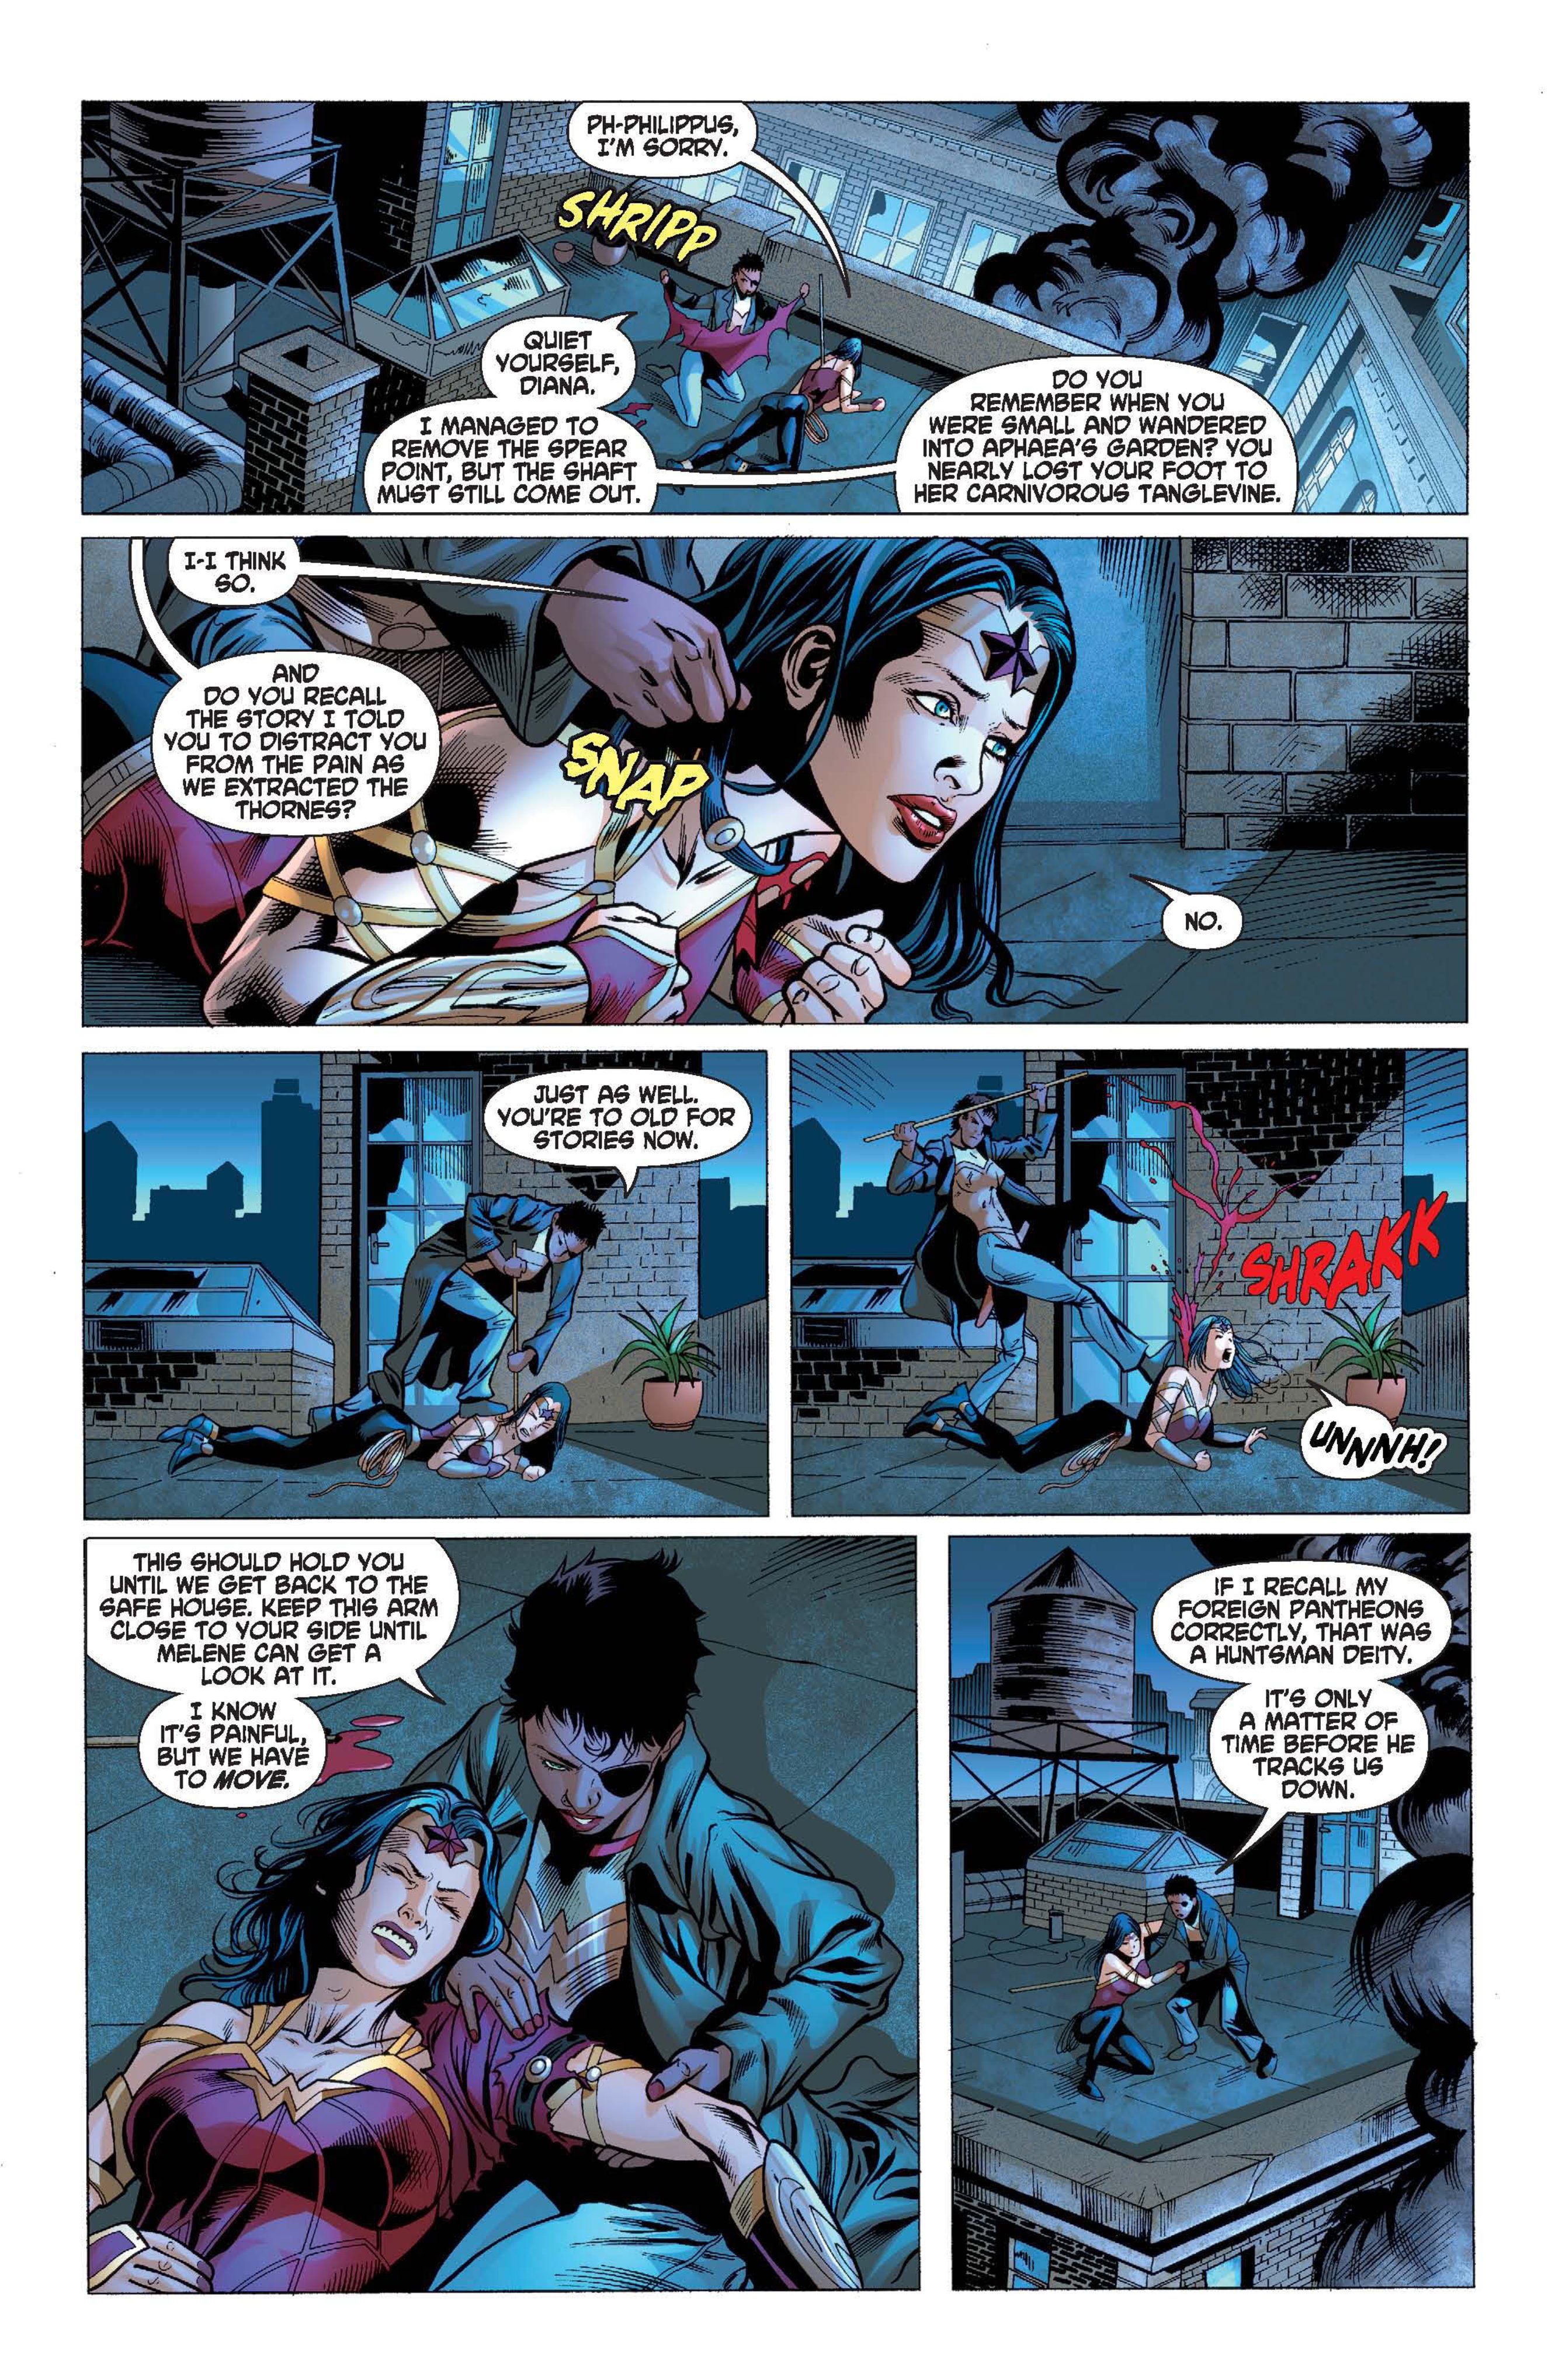 PH-PHILIPPUS,
I'M SORRY.
SHRIPP
QUIET
YOURSELF,
DIANA.
I MANAGED TO
REMOVE THE SPEAR
POINT, BUT THE SHAFT
MUST STILL COME OUT.
DO YOU
REMEMBER WHEN YOU
WERE SMALL AND WANDERED
INTO APHAEA'S GARDEN? YOU
NEARLY LOST YOUR FOOT TO
HER CARNIVOROUS TANGLEVINE.
I-I THINK
SO.
AND
DO YOU RECALL
THE STORY I TOLD
YOU TO DISTRACT YOU
FROM THE PAIN AS
WE EXTRACTED THE
THORNES?
SNAP
NO.
JUST AS WELL.
YOU'RE TO OLD FOR
STORIES NOW.
SHRAKK
UNNNH!
THIS SHOULD HOLD YOU
UNTIL WE GET BACK TO THE
SAFE HOUSE. KEEP THIS ARM
CLOSE TO YOUR SIDE UNTIL
MELENE CAN GET A
LOOK AT IT.
I KNOW
IT'S PAINFUL,
BUT WE HAVE
TO MOVE.
IF I RECALL MY
FOREIGN PANTHEONS
CORRECTLY, THAT WAS
A HUNTSMAN DEITY.
IT'S ONLY
A MATTER OF
TIME BEFORE HE
TRACKS US
DOWN.